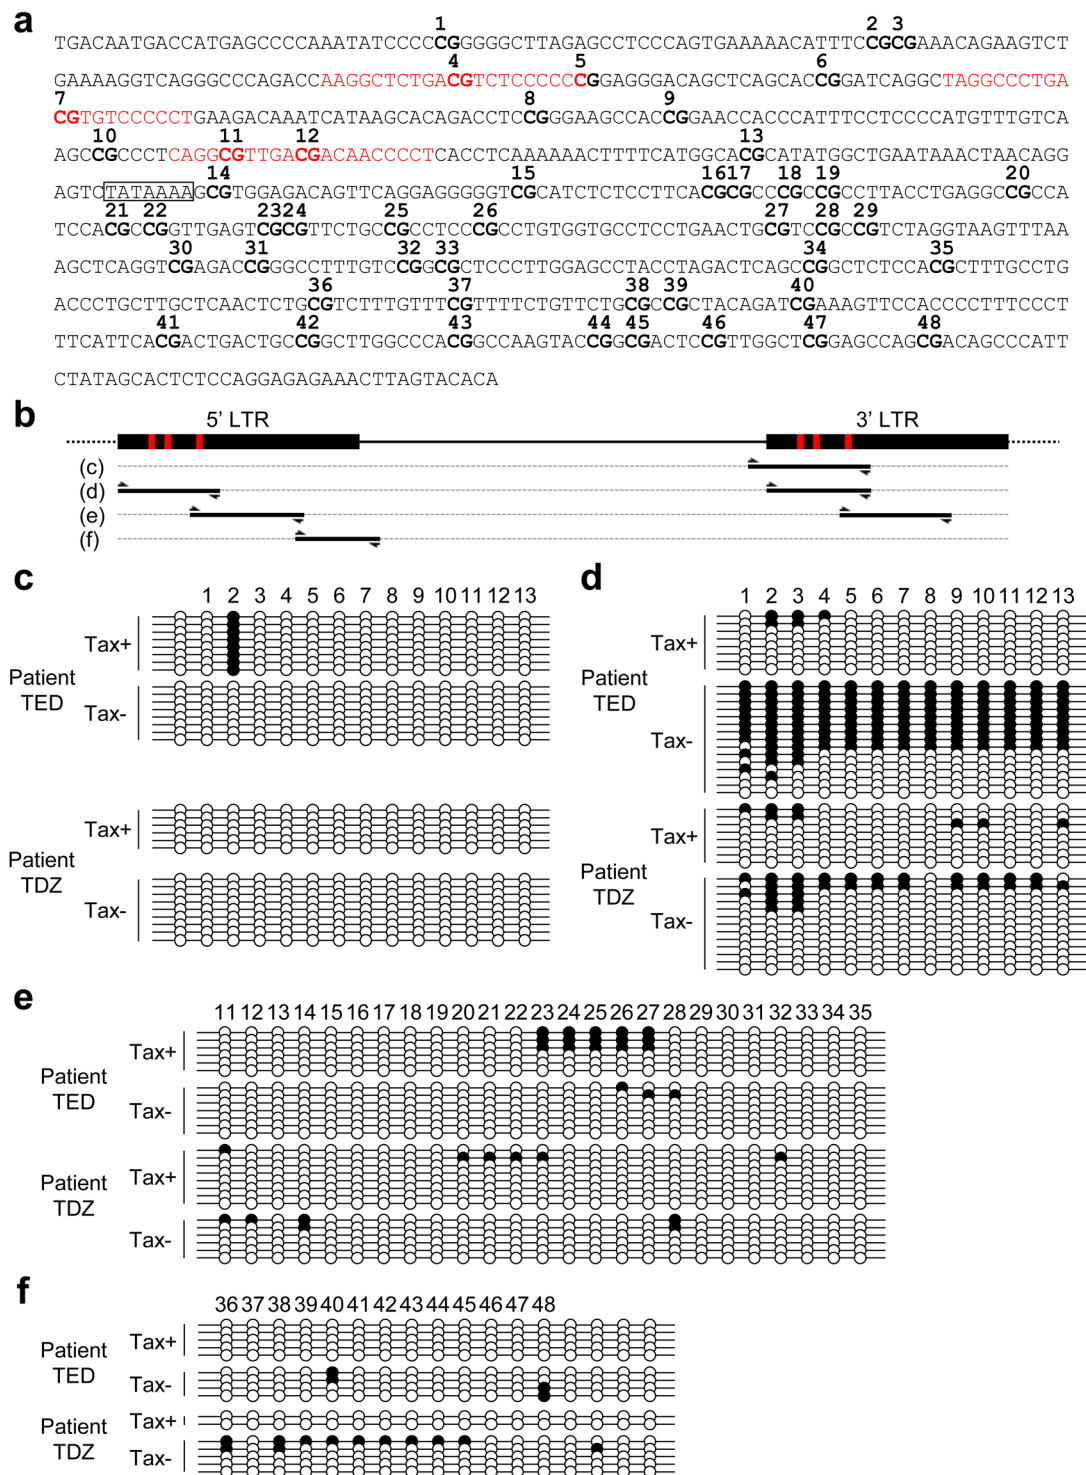 a
1 2 3
TGACAATGACCATGAGCCCCAAATATCCCCCGGGGGCTTAGAGCCTCCCAGTGAAAAACATTTCCGCGAAACAGAAGTCT
4 5 6
GAAAAGGTCAGGGCCCAGACCAAGGCTCTGACGTCTCCCCCCGGAGGGACAGCTCAGCACCGGATCAGGCTAGGCCCTGA
7 8 9
CGTGTCCCCCTGAAGACAAATCATAAGCACAGACCTCCGGGAAGCCACCGGAACCACCCATTTCCTCCCCATGTTTGTCA
10 11 12 13
AGCCGCCCTCAGGCGTTGACGACAACCCCTCACCTCAAAAAACTTTTCATGGCACGCATATGGCTGAATAAACTAACAGG
14 15 16 17 18 19 20
AGTCTATAAAAGCGTGGAGACAGTTCAGGAGGGGGTCGCATCTCTCCTTCACGCGCCCGCCGCCTTACCTGAGGCCGCCA
21 22 23 24 25 26 27 28 29
TCCACGCCGGTTGAGTCGCGTTCTGCCGCCTCCCGCCTGTGGTGCCTCCTGAACTGCGTCCGCCGTCTAGGTAAGTTTAA
30 31 32 33 34 35
AGCTCAGGTCGAGACCGGGCCTTTGTCCGGCGCTCCCTTGGAGCCTACCTAGACTCAGCCGGCTCTCCACGCTTTGCCTG
36 37 38 39 40
ACCCTGCTTGCTCAACTCTGCGTCTTTGTTTCGTTTTCTGTTCTGCGCCGCTACAGATCGAAAGTTCCACCCCTTTCCCT
41 42 43 44 45 46 47 48
TTCATTCACGACTGACTGCCGGCTTGGCCCACGGCCAAGTACCGGCGACTCCGTTGGCTCGGAGCCAGCGACAGCCCATT
CTATAGCACTCTCCAGGAGAGAAACTTAGTACACA
b
5' LTR 3' LTR
(c)
(d)
(e)
(f)
c
1 2 3 4 5 6 7 8 9 10 11 12 13
Patient TED
Tax+
Tax-
Patient TDZ
Tax+
Tax-
d
1 2 3 4 5 6 7 8 9 10 11 12 13
Patient TED
Tax+
Tax-
Patient TDZ
Tax+
Tax-
e
11 12 13 14 15 16 17 18 19 20 21 22 23 24 25 26 27 28 29 30 31 32 33 34 35
Patient TED
Tax+
Tax-
Patient TDZ
Tax+
Tax-
f
36 37 38 39 40 41 42 43 44 45 46 47 48
Patient TED
Tax+
Tax-
Patient TDZ
Tax+
Tax-